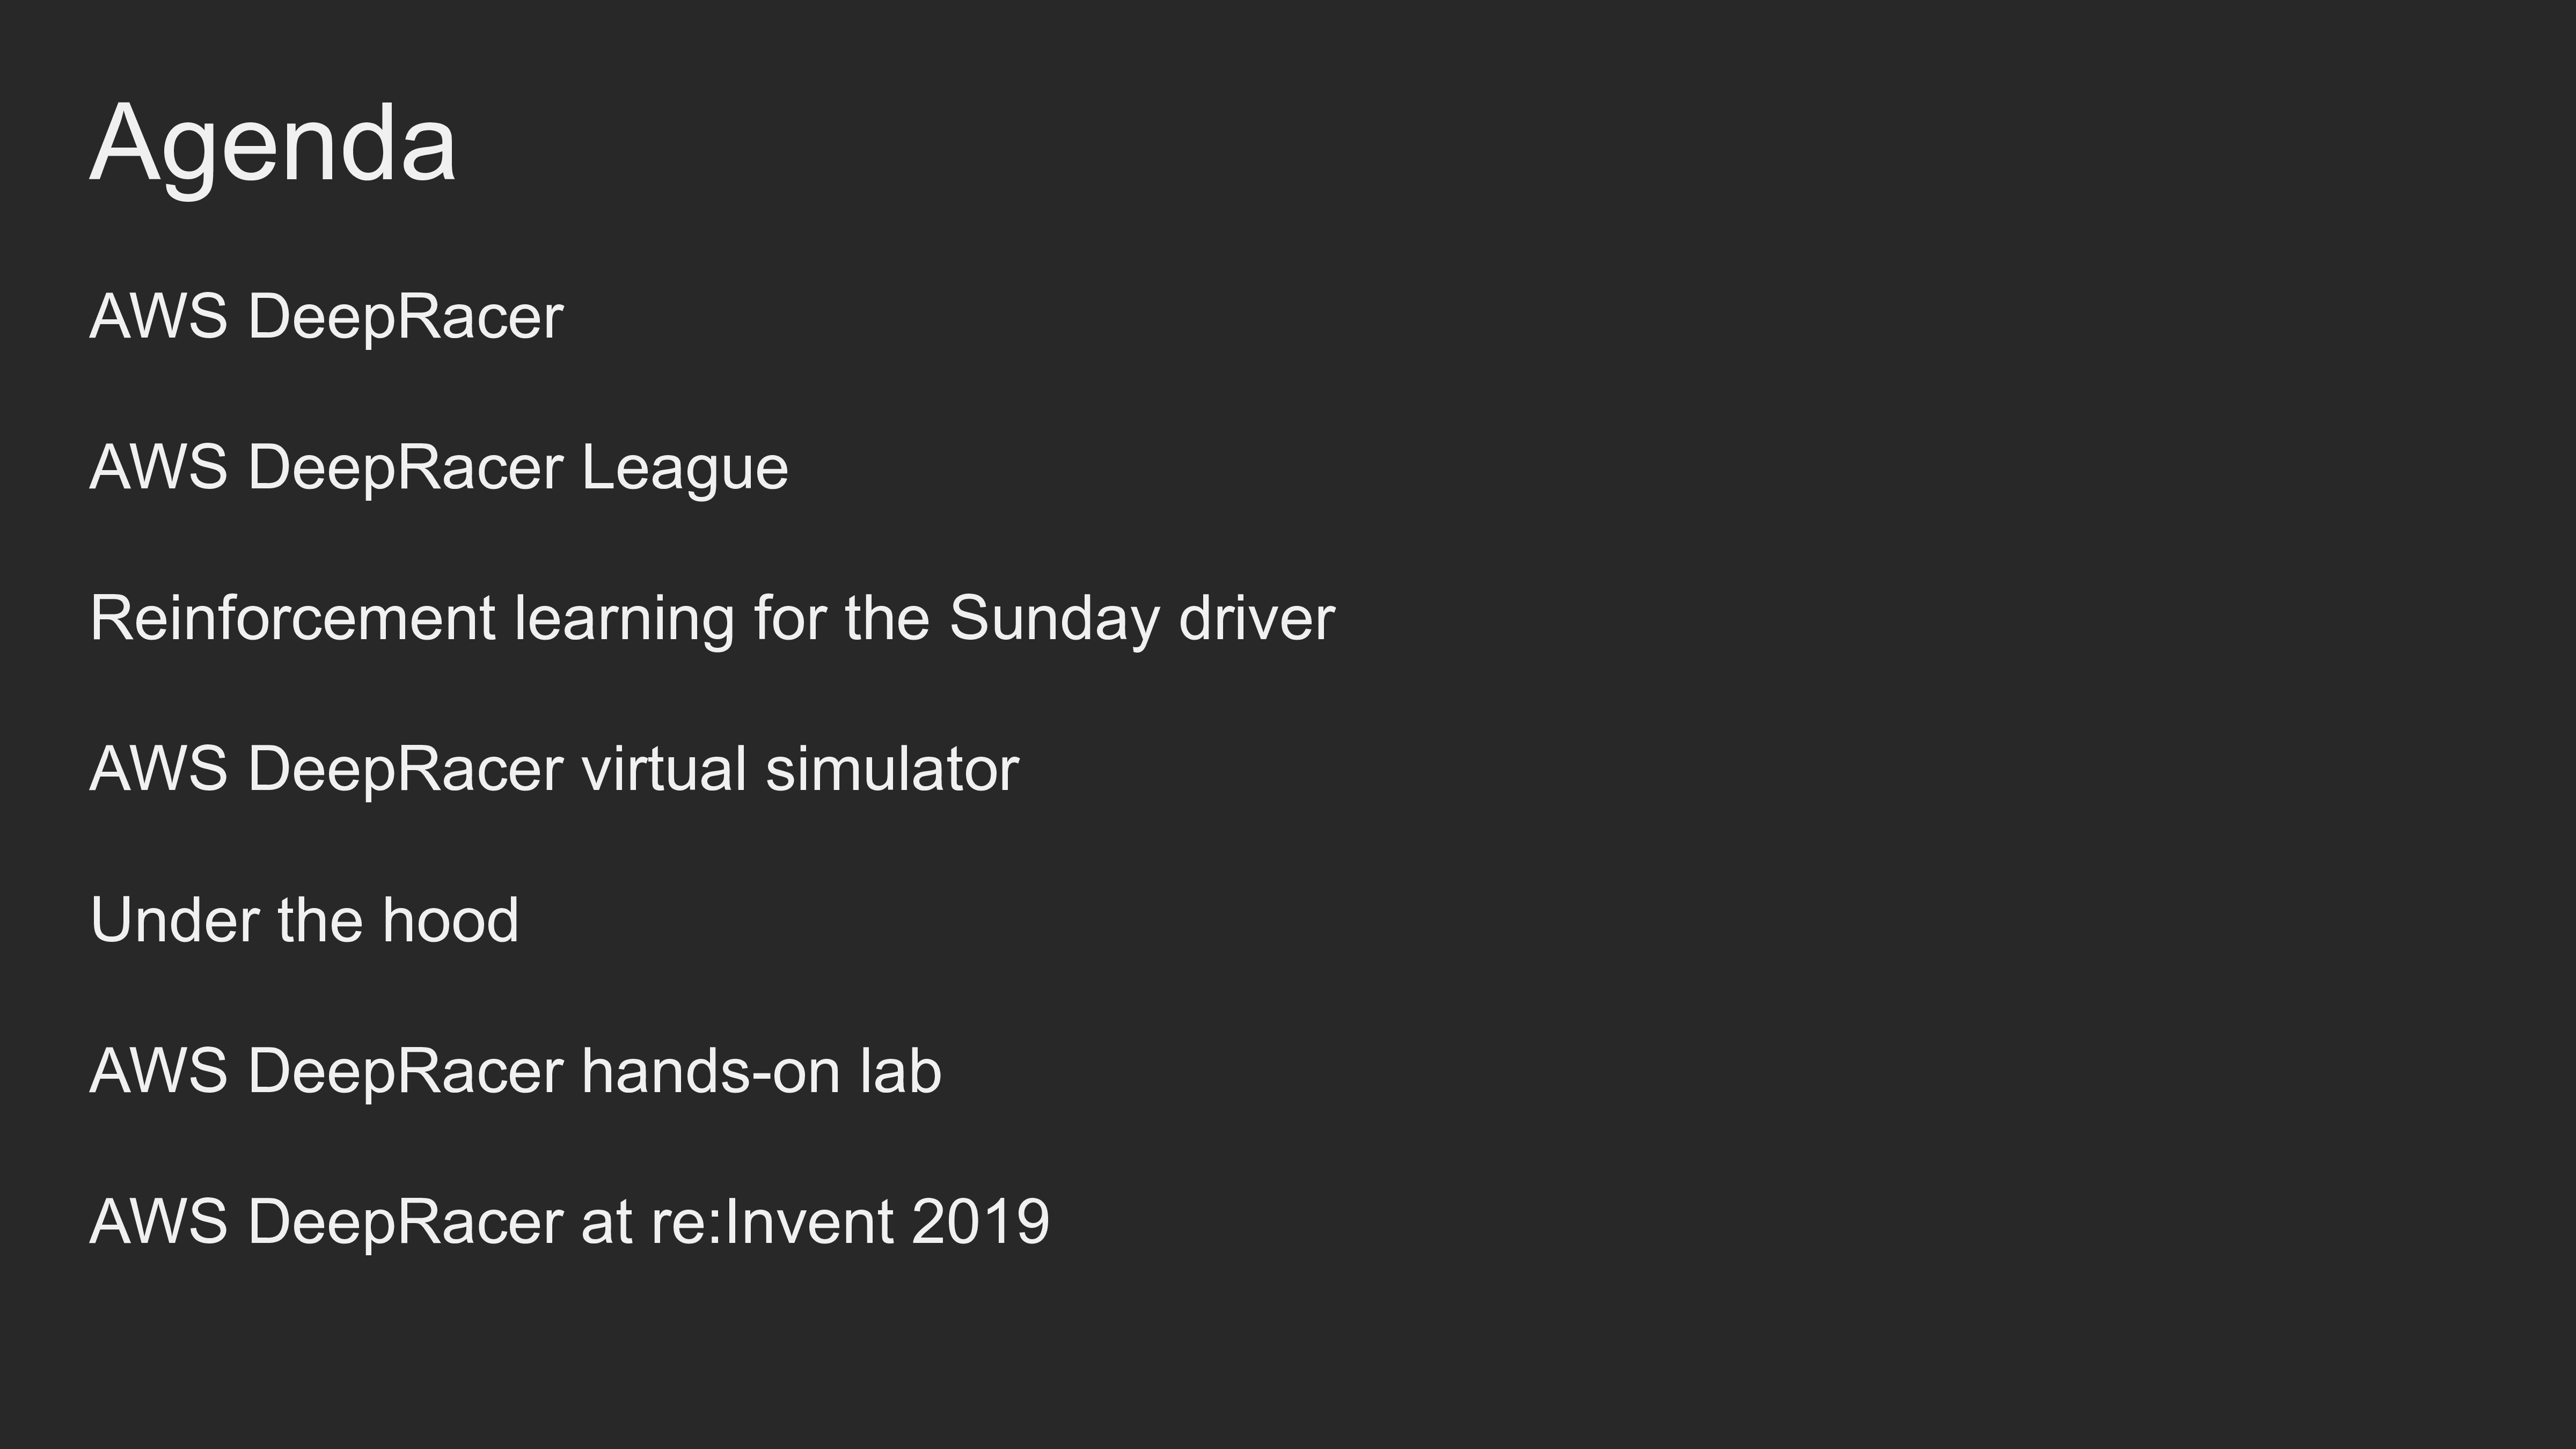 Agenda
AWS DeepRacer
AWS DeepRacer League
Reinforcement learning for the Sunday driver
AWS DeepRacer virtual simulator
Under the hood
AWS DeepRacer hands-on lab
AWS DeepRacer at re:Invent 2019